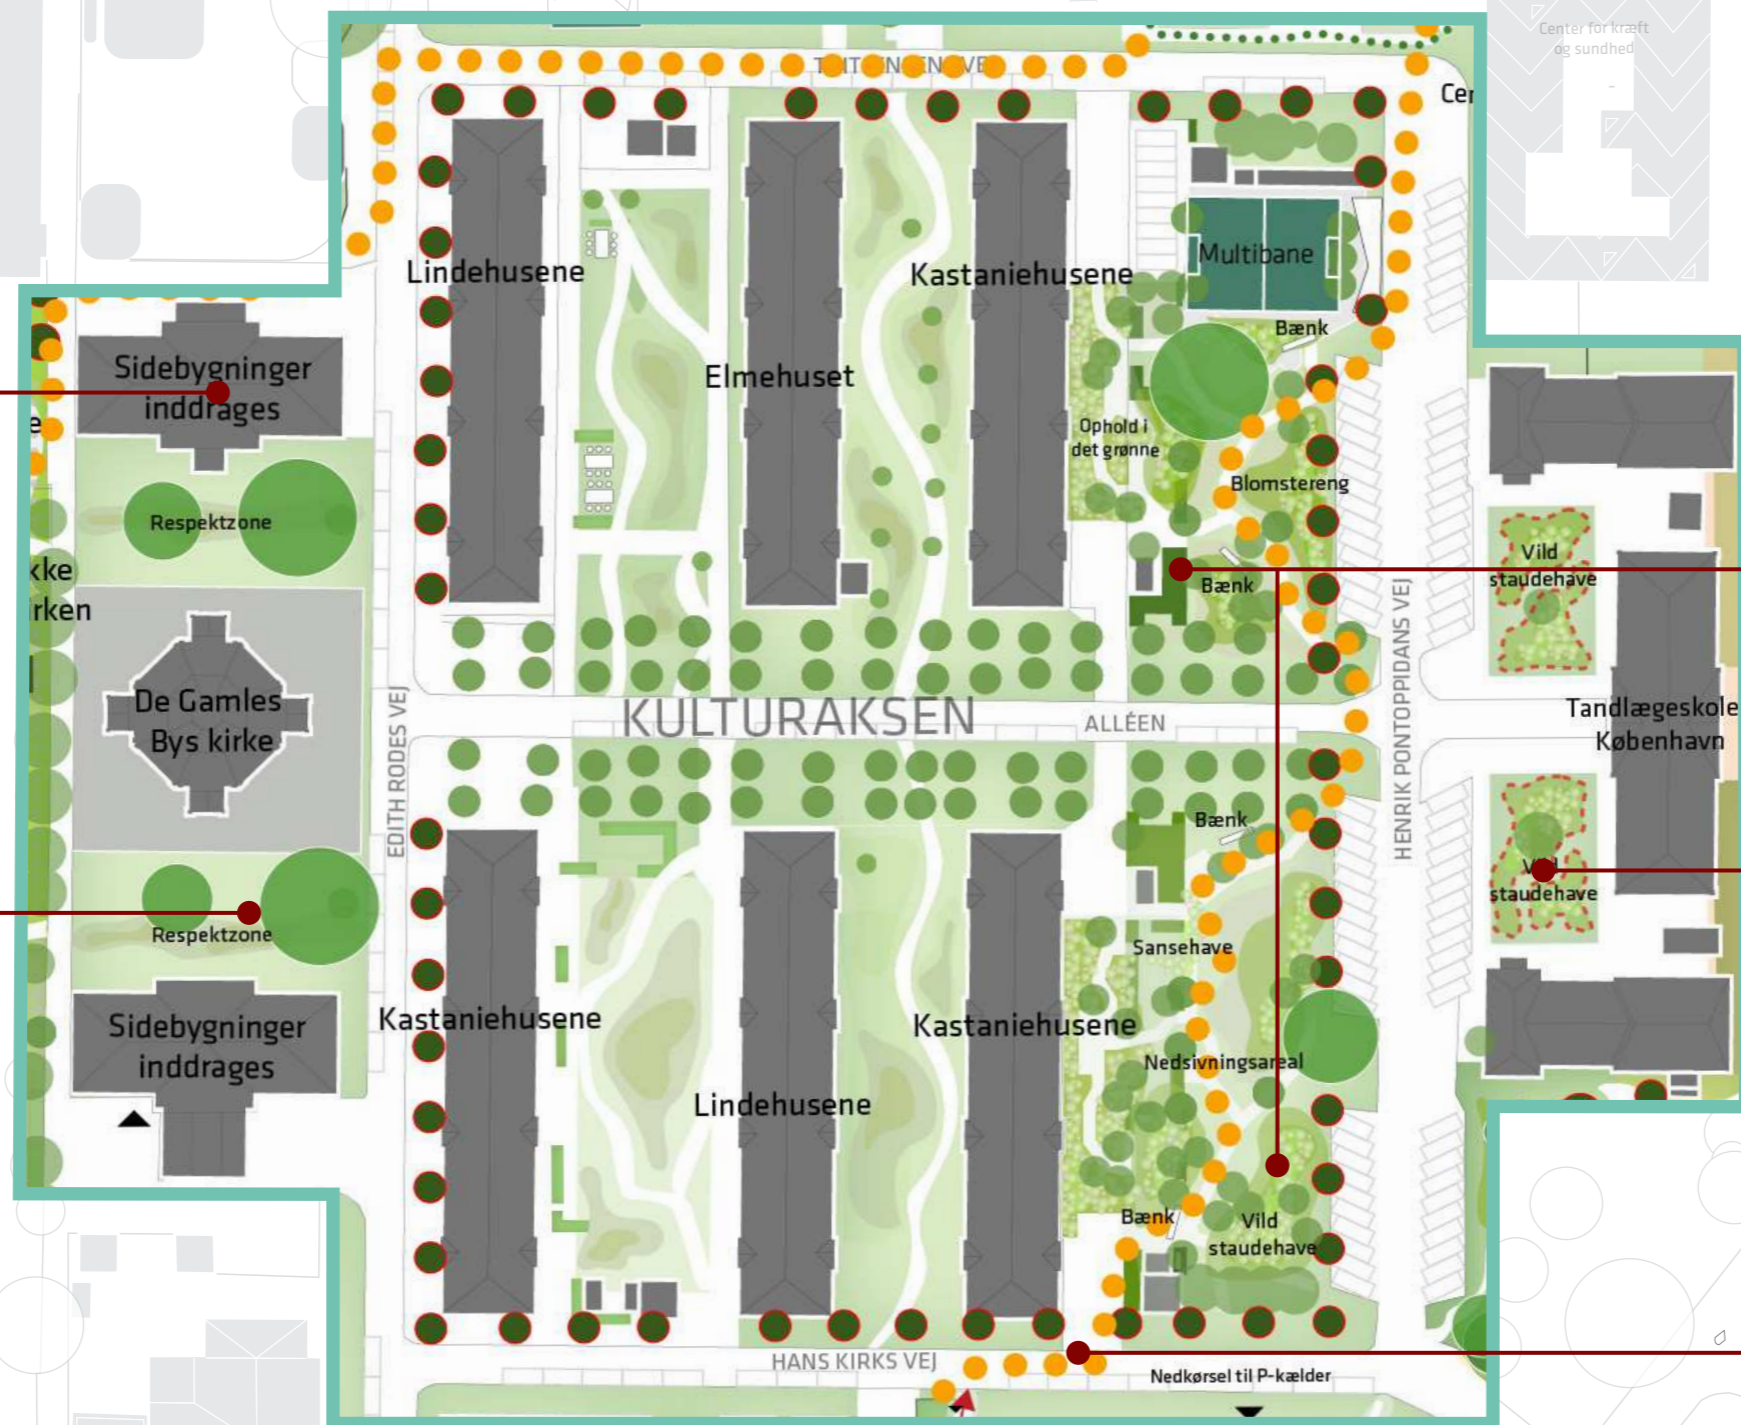 Center for kræft
og sundhed
Cer
Lindehusene
Kastaniehusene
Multibane
Bænk
Sidebygninger
inddrages
Elmehuset
Ophold i
det grønne
Blomstereng
Respektzone
Vild
staudehave
Bænk
kke
irken
De Gamles
Bys kirke
EDITH RODES VEJ
KULTURAKSEN
ALLÉEN
HENRIK PONTOPPIDANS VEJ
Tandlægeskole
København
Bænk
staudehave
Respektzone
Sansehave
Sidebygninger
inddrages
Kastaniehusene
Kastaniehusene
Nedsivningsareal
Lindehusene
Bænk
Vild
staudehave
HANS KIRKS VEJ
Nedkørsel til P-kælder